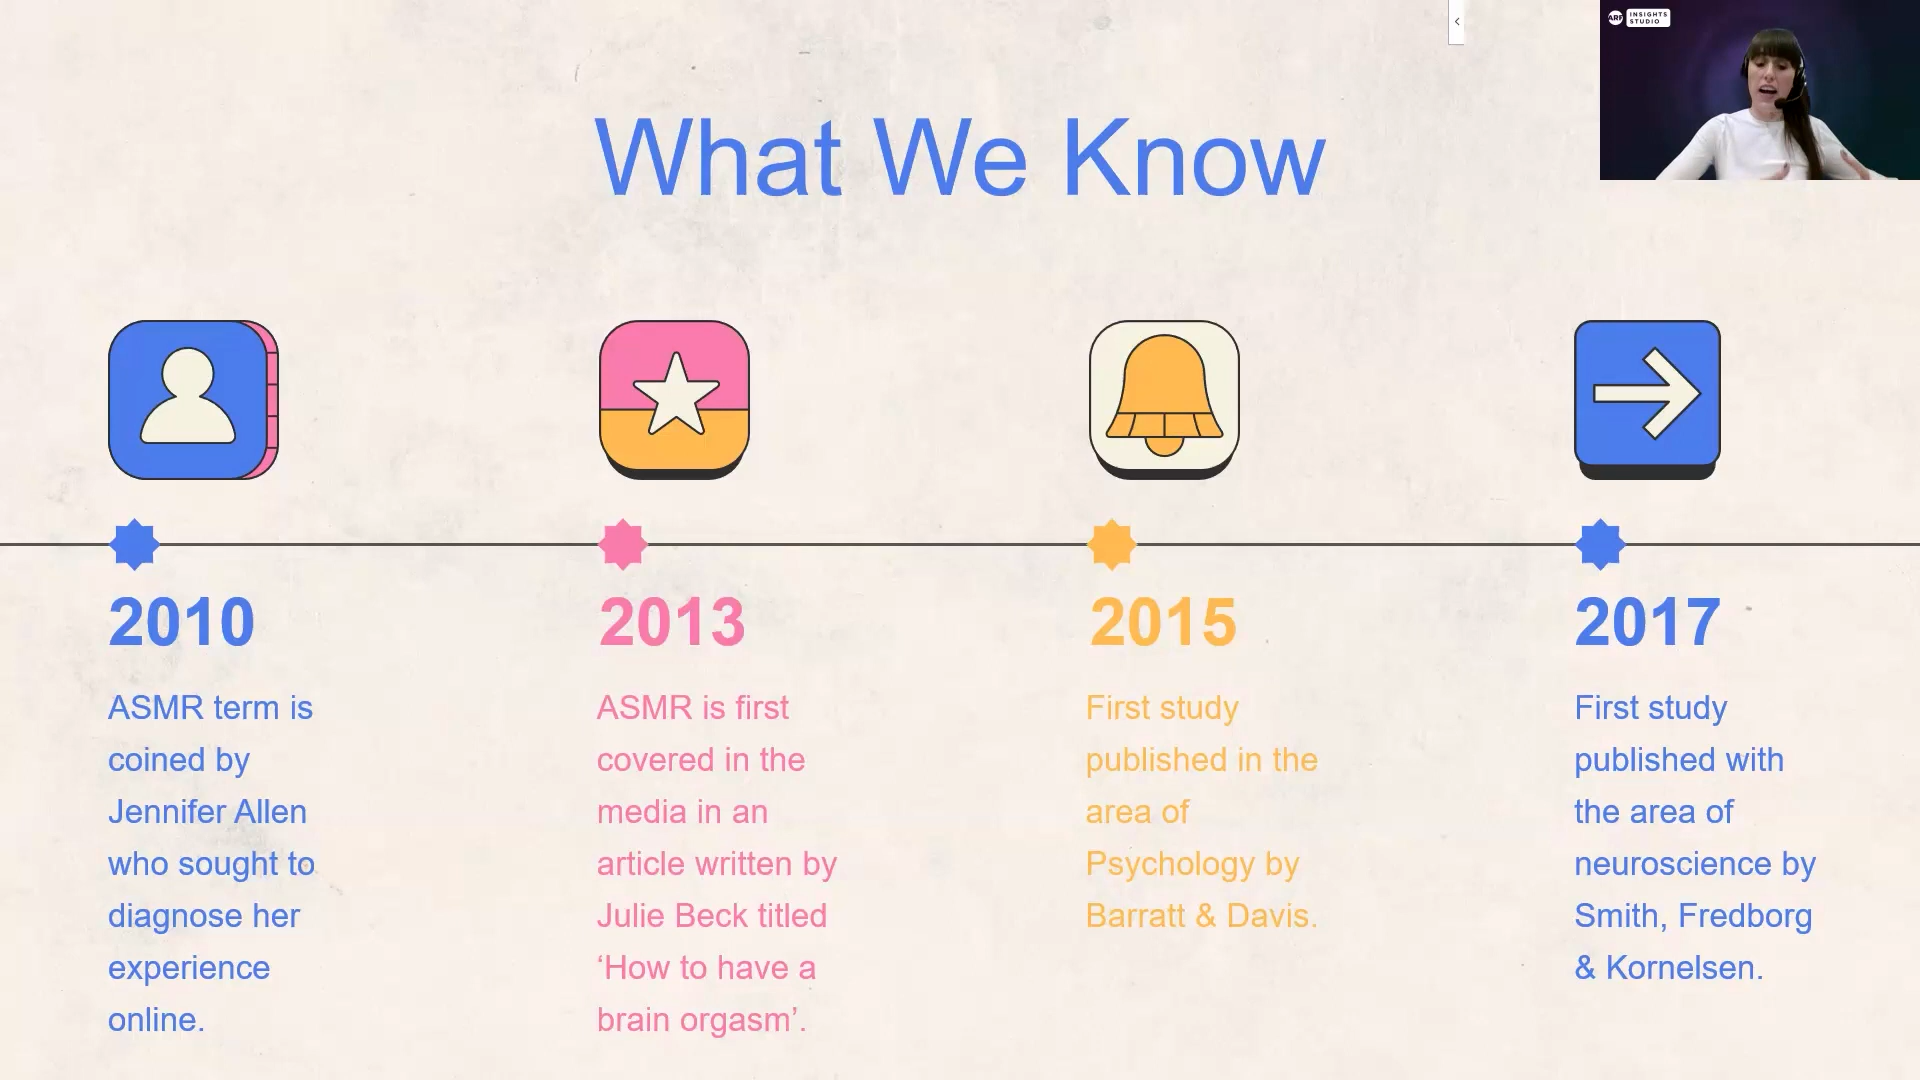 ARF
INSIGHTS
STUDIO
What We Know
2010
ASMR term is
coined by
Jennifer Allen
who sought to
diagnose her
experience
online.
2013
ASMR is first
covered in the
media in an
article written by
Julie Beck titled
‘How to have a
brain orgasm’.
2015
First study
published in the
area of
Psychology by
Barratt & Davis.
2017
First study
published with
the area of
neuroscience by
Smith, Fredborg
& Kornelsen.